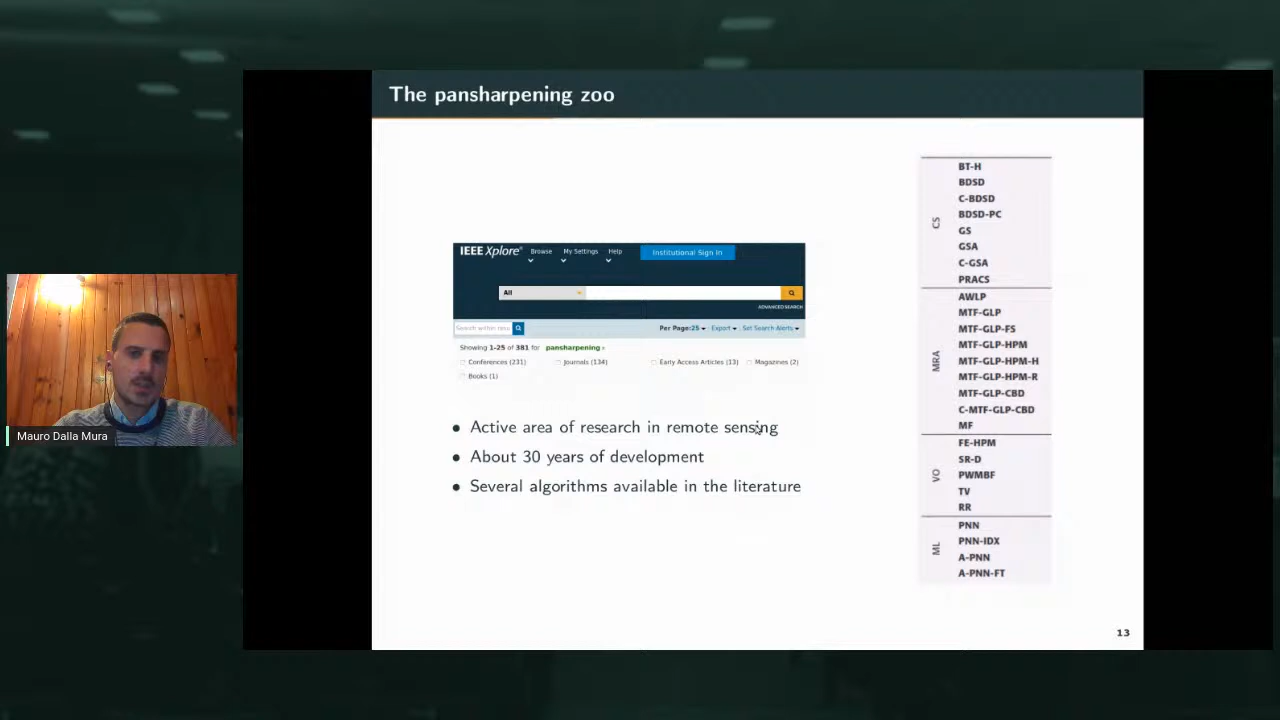 The pansharpening zoo
IEEE Xplore®
Browse
My Settings
Help
Institutional Sign In
All
ADVANCED SEARCH
Search within
Per Page:25
Export
Set Search Alerts
Showing 1-25 of 381 for pansharpening
Conferences (231)
Journals (134)
Early Access Articles (13)
Magazines (2)
Books (1)
• Active area of research in remote sensing
• About 30 years of development
• Several algorithms available in the literature
CS
BT-H
BDSD
C-BDSD
BDSD-PC
GS
GSA
C-GSA
PRACS
MRA
AWLP
MTF-GLP
MTF-GLP-FS
MTF-GLP-HPM
MTF-GLP-HPM-H
MTF-GLP-HPM-R
MTF-GLP-CBD
C-MTF-GLP-CBD
MF
VO
FE-HPM
SR-D
PWMBF
TV
RR
ML
PNN
PNN-IDX
A-PNN
A-PNN-FT
13
Mauro Dalla Mura